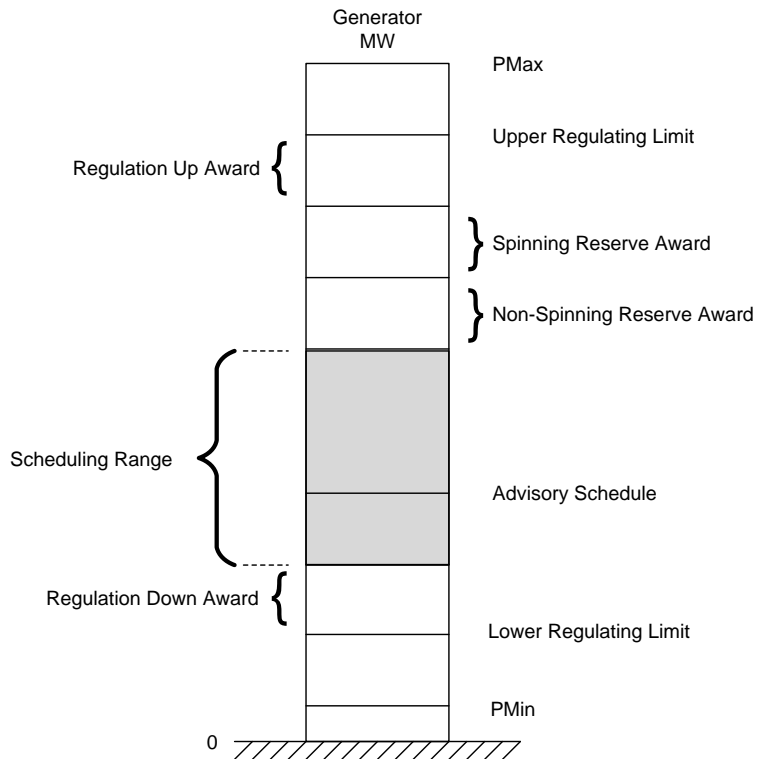 Generator
MW
PMax
Upper Regulating Limit
Regulation Up Award
Spinning Reserve Award
Non-Spinning Reserve Award
Scheduling Range
Advisory Schedule
Regulation Down Award
Lower Regulating Limit
PMin
0